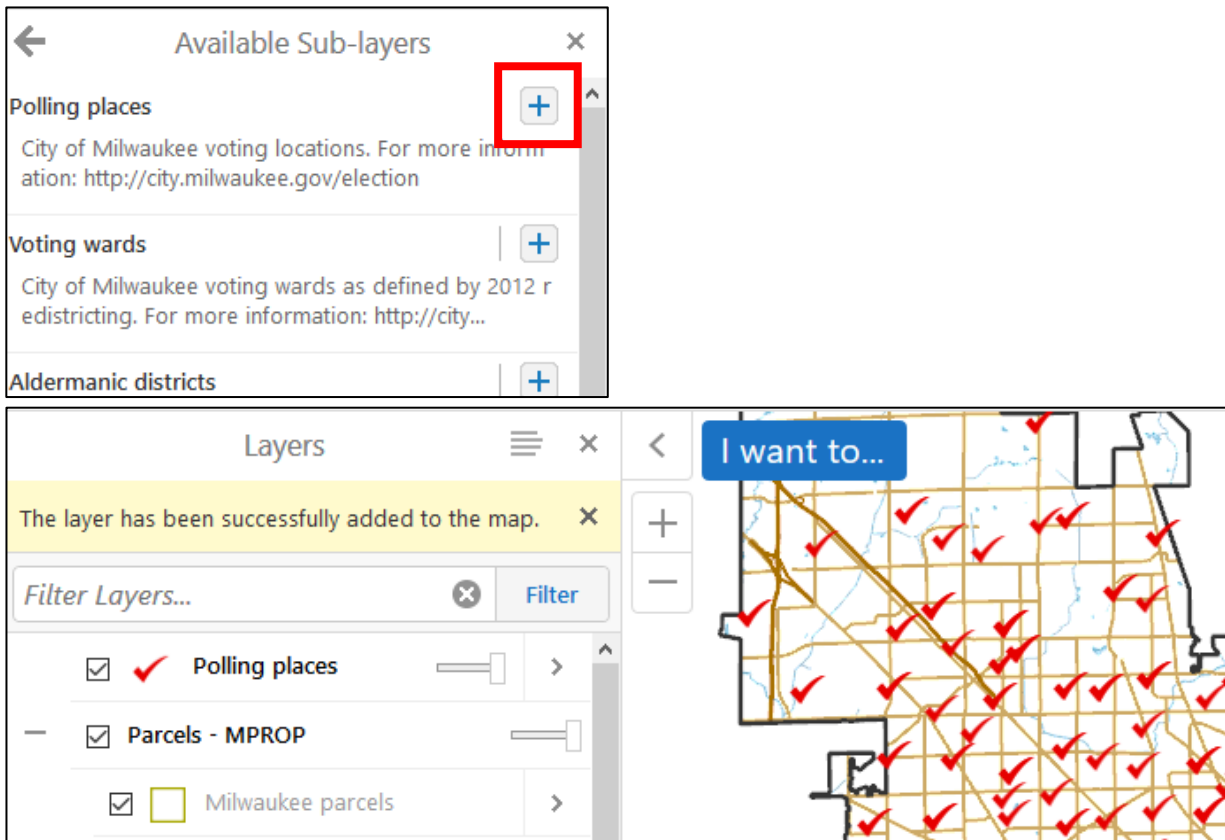 Available Sub-layers
Polling places
City of Milwaukee voting locations. For more inform
ation: http://city.milwaukee.gov/election
Voting wards
City of Milwaukee voting wards as defined by 2012 r
edistricting. For more information: http://city...
Aldermanic districts
Layers
I want to...
The layer has been successfully added to the map.
Filter Layers...
Filter
Polling places
Parcels - MPROP
Milwaukee parcels